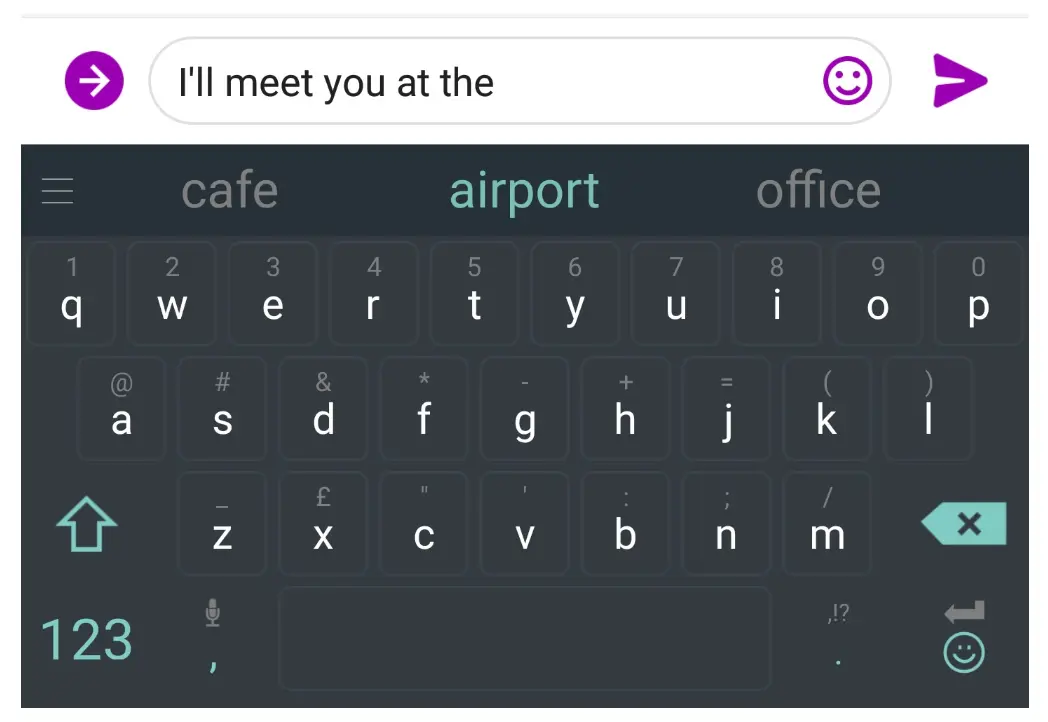 I'll meet you at the
cafe airport office
1 2 3 4 5 6 7 8 9 0
q w e r t y u i o p
@ # & * - + = ( )
a s d f g h j k l
_ £ " ' : ; /
z x c v b n m
,!?
123 , .